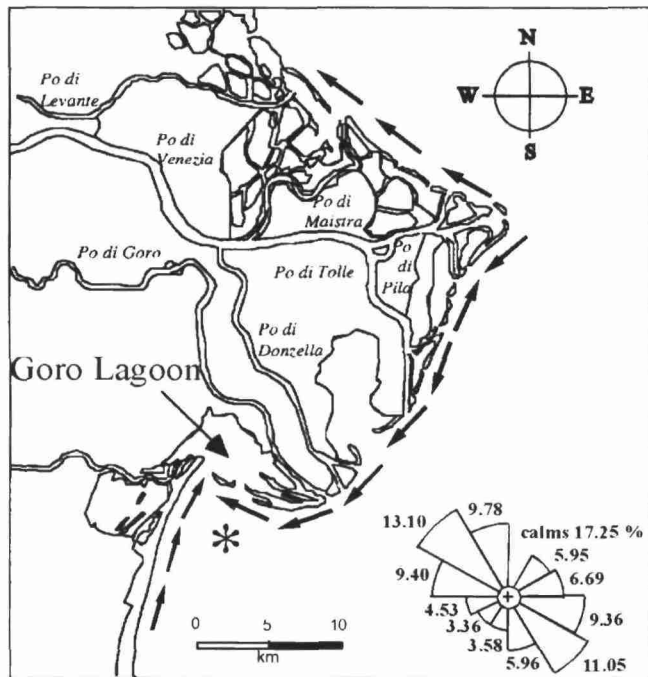 N
W E
S
Po di
Levante
Po di
Venezia
Po di
Maistra
Po di Goro
Po di Tolle
Po
di
Pila
Po di
Donzella
Goro Lagoon
*
9.78
13.10
calms 17.25 %
5.95
6.69
9.40
4.53
9.36
3.36
3.58
5.96
11.05
0 5 10
km